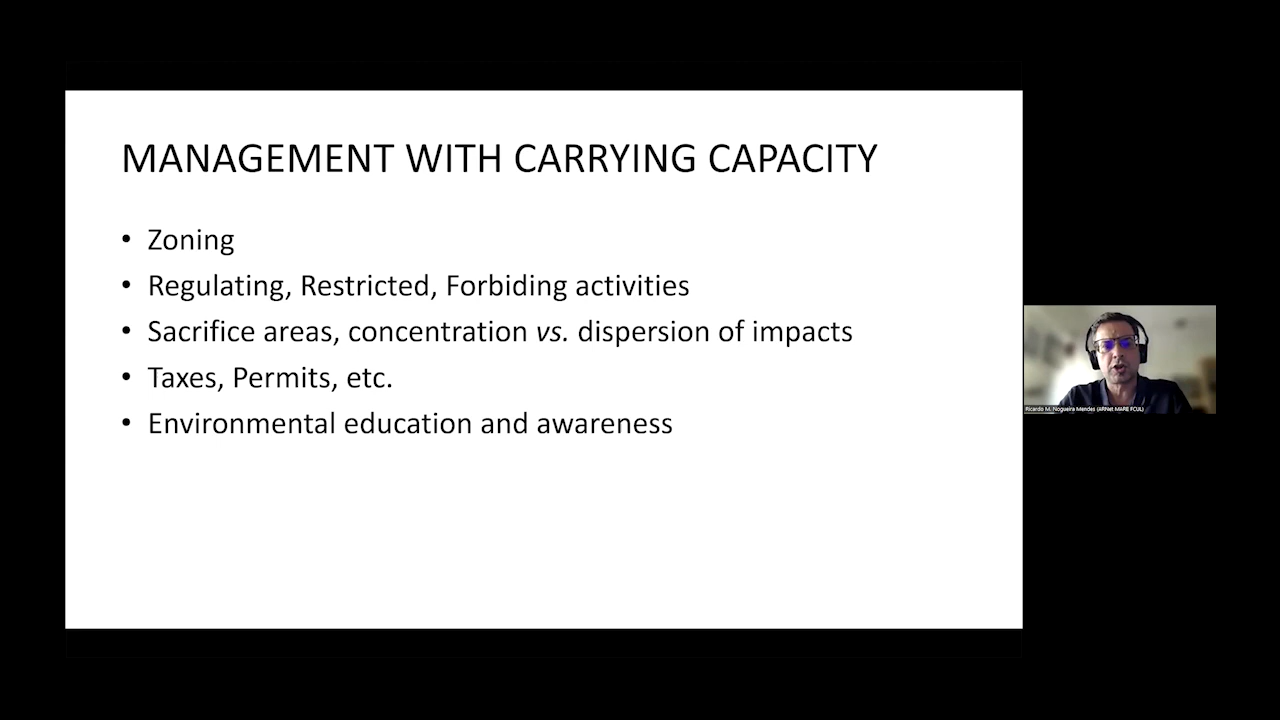 MANAGEMENT WITH CARRYING CAPACITY
• Zoning
• Regulating, Restricted, Forbiding activities
• Sacrifice areas, concentration vs. dispersion of impacts
• Taxes, Permits, etc.
• Environmental education and awareness
Ricardo M. Nogueira Mendes (ARNet MARE FCUL)